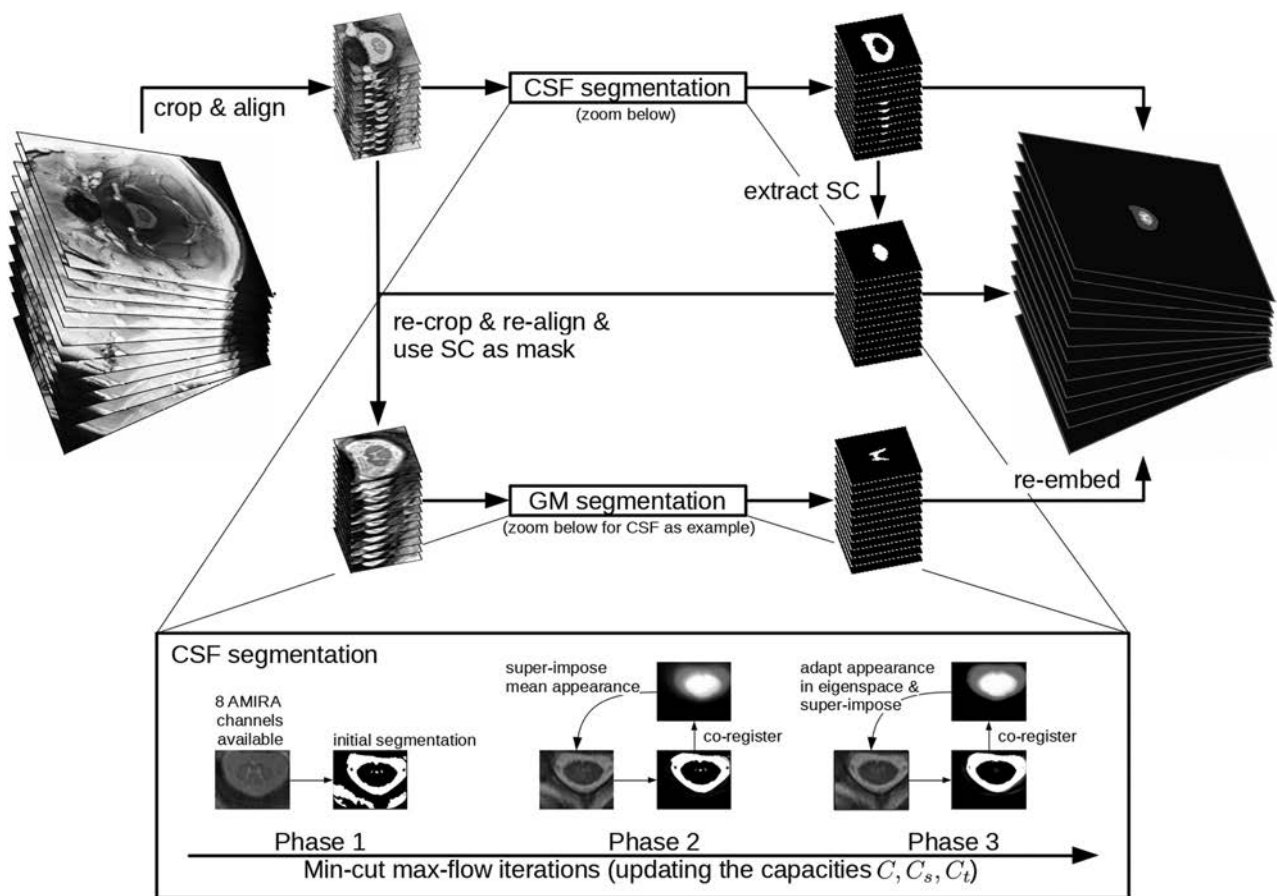 crop & align
CSF segmentation
(zoom below)
extract SC
re-crop & re-align &
use SC as mask
GM segmentation
(zoom below for CSF as example)
re-embed
CSF segmentation
8 AMIRA
channels
available
initial segmentation
super-impose
mean appearance
co-register
adapt appearance
in eigenspace &
super-impose
co-register
Phase 1
Phase 2
Phase 3
Min-cut max-flow iterations (updating the capacities C, Cₛ, Cₜ)